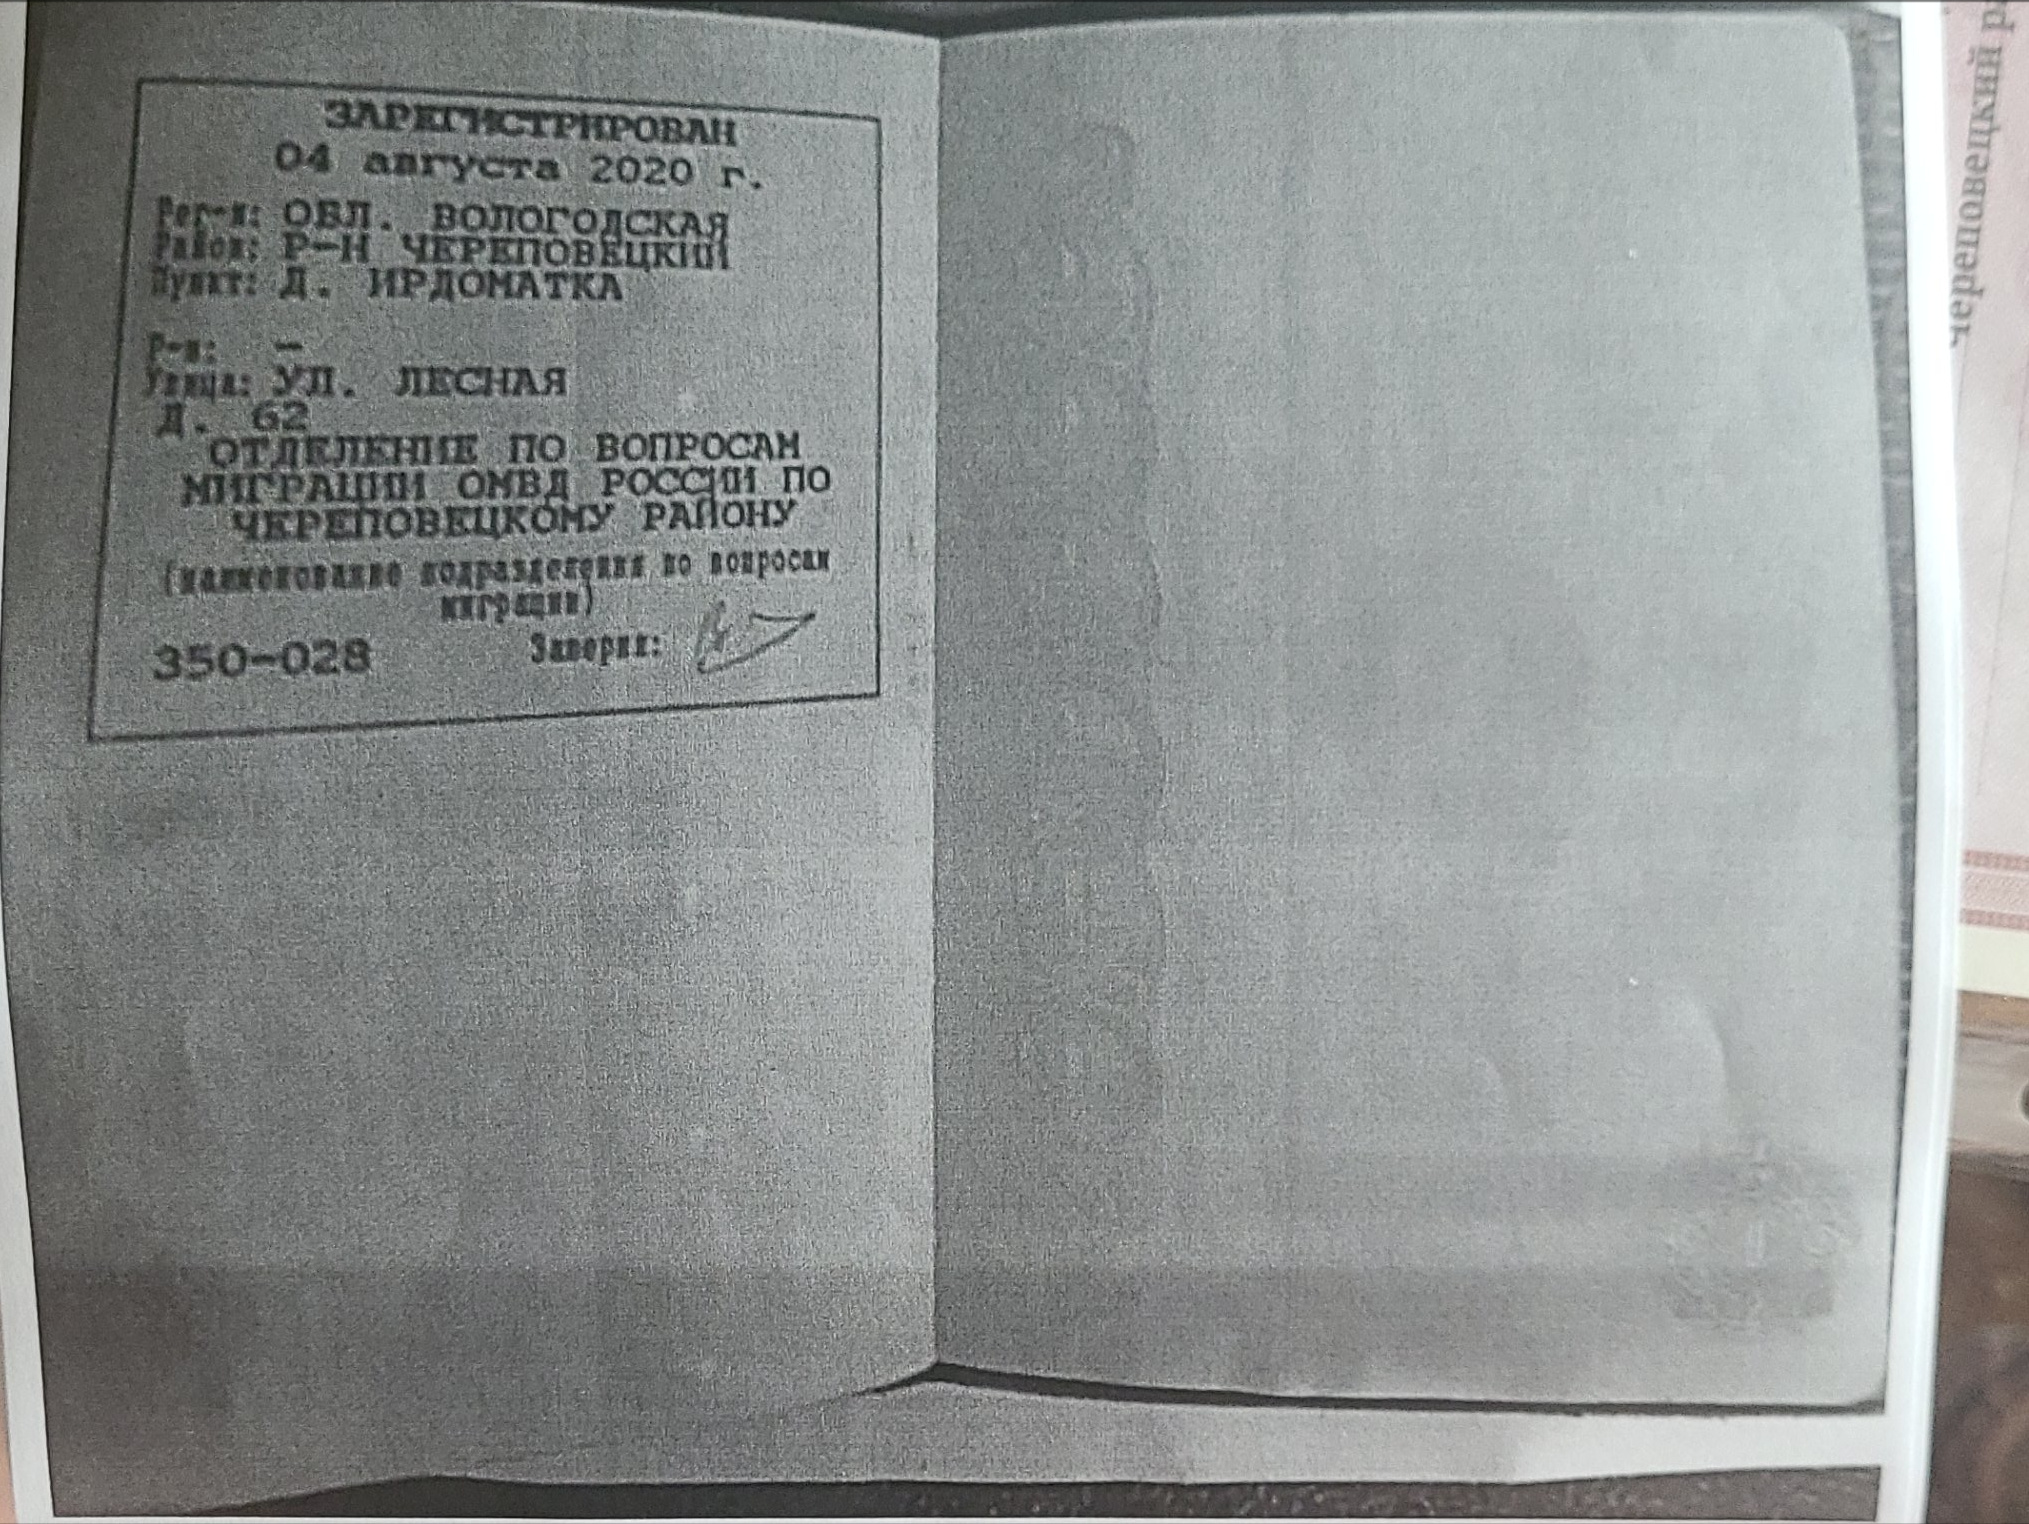 ЗАРЕГИСТРИРОВАН
04 августа 2020 г.
Рег-н: ОБЛ. ВОЛОГОДСКАЯ
Район: Р-Н ЧЕРЕПОВЕЦКИЙ
Пункт: Д. ИРДОМАТКА
Р-н: –
Улица: УЛ. ЛЕСНАЯ
Д. 62
ОТДЕЛЕНИЕ ПО ВОПРОСАМ
МИГРАЦИИ ОМВД РОССИИ ПО
ЧЕРЕПОВЕЦКОМУ РАЙОНУ
(наименование подразделения по вопросам
миграции)
350-028 Заверил:
Череповецкий